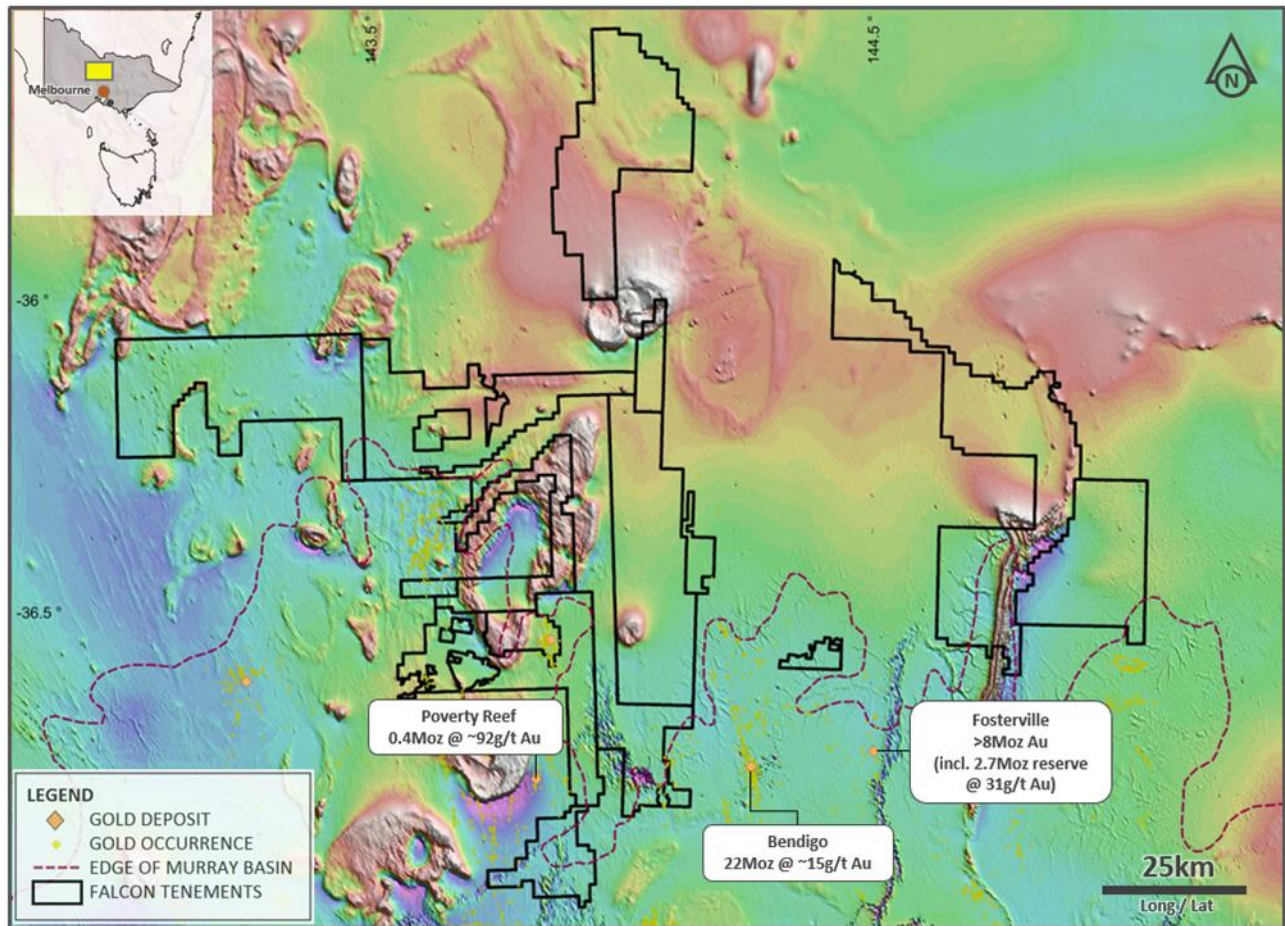 Melbourne
143.5°
144.5°
N
-36°
-36.5°
Poverty Reef
0.4Moz @ ~92g/t Au
Fosterville
>8Moz Au
(incl. 2.7Moz reserve
@ 31g/t Au)
Bendigo
22Moz @ ~15g/t Au
LEGEND
GOLD DEPOSIT
GOLD OCCURRENCE
EDGE OF MURRAY BASIN
FALCON TENEMENTS
25km
Long / Lat